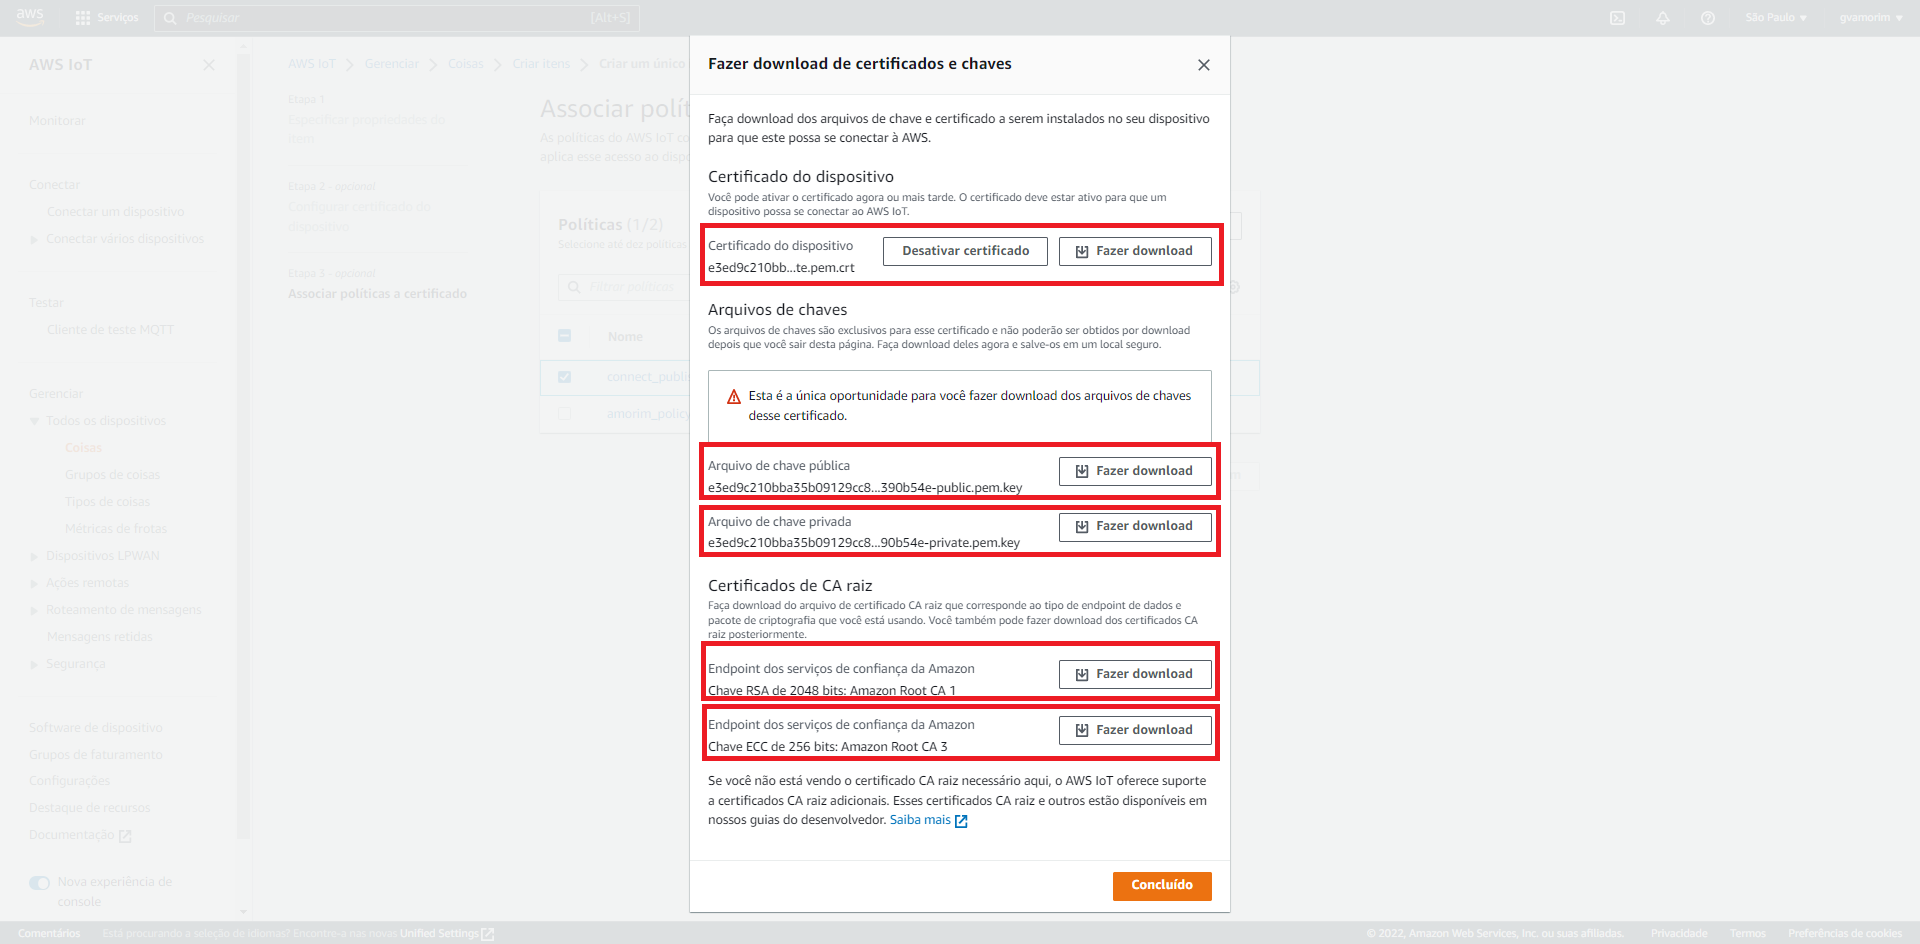 aws
Serviços
Pesquisar
[Alt+S]
São Paulo
gvamorim
AWS IoT
Monitorar
Conectar
Conectar um dispositivo
Conectar vários dispositivos
Testar
Cliente de teste MQTT
Gerenciar
Todos os dispositivos
Coisas
Grupos de coisas
Tipos de coisas
Métricas de frotas
Dispositivos LPWAN
Ações remotas
Roteamento de mensagens
Mensagens retidas
Segurança
Software de dispositivo
Grupos de faturamento
Configurações
Destaque de recursos
Documentação
Nova experiência de
console
AWS IoT
Gerenciar
Coisas
Criar itens
Criar um único
Etapa 1
Especificar propriedades do
item
Etapa 2 - opcional
Configurar certificado do
dispositivo
Etapa 3 - opcional
Associar políticas a certificado
Associar polít
As políticas do AWS IoT co
aplica esse acesso ao dispo
Políticas (1/2)
Selecione até dez políticas
Filtrar políticas
Nome
connect_publis
amorim_policy
Fazer download de certificados e chaves
Faça download dos arquivos de chave e certificado a serem instalados no seu dispositivo
para que este possa se conectar à AWS.
Certificado do dispositivo
Você pode ativar o certificado agora ou mais tarde. O certificado deve estar ativo para que um
dispositivo possa se conectar ao AWS IoT.
Certificado do dispositivo
e3ed9c210bb...te.pem.crt
Desativar certificado
Fazer download
Arquivos de chaves
Os arquivos de chaves são exclusivos para esse certificado e não poderão ser obtidos por download
depois que você sair desta página. Faça download deles agora e salve-os em um local seguro.
Esta é a única oportunidade para você fazer download dos arquivos de chaves
desse certificado.
Arquivo de chave pública
e3ed9c210bba35b09129cc8...390b54e-public.pem.key
Fazer download
Arquivo de chave privada
e3ed9c210bba35b09129cc8...90b54e-private.pem.key
Fazer download
Certificados de CA raiz
Faça download do arquivo de certificado CA raiz que corresponde ao tipo de endpoint de dados e
pacote de criptografia que você está usando. Você também pode fazer download dos certificados CA
raiz posteriormente.
Endpoint dos serviços de confiança da Amazon
Chave RSA de 2048 bits: Amazon Root CA 1
Fazer download
Endpoint dos serviços de confiança da Amazon
Chave ECC de 256 bits: Amazon Root CA 3
Fazer download
Se você não está vendo o certificado CA raiz necessário aqui, o AWS IoT oferece suporte
a certificados CA raiz adicionais. Esses certificados CA raiz e outros estão disponíveis em
nossos guias do desenvolvedor. Saiba mais
Concluído
m
Comentários
Está procurando a seleção de idiomas? Encontre-a nas novas Unified Settings
© 2022, Amazon Web Services, Inc. ou suas afiliadas.
Privacidade
Termos
Preferências de cookies